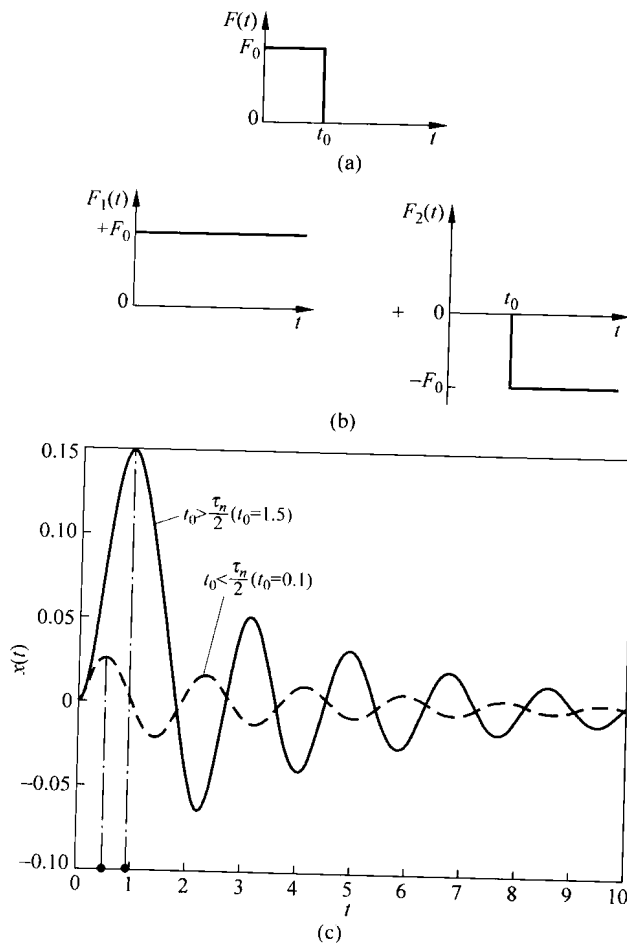 F(t)
F₀
0
t₀
t
(a)
F₁(t)
+F₀
0
t
+
F₂(t)
t₀
0
t
−F₀
(b)
0.15
0.10
0.05
0
−0.05
−0.10
x(t)
t₀>τₙ/2(t₀=1.5)
t₀<τₙ/2(t₀=0.1)
0 1 2 3 4 5 6 7 8 9 10
t
(c)